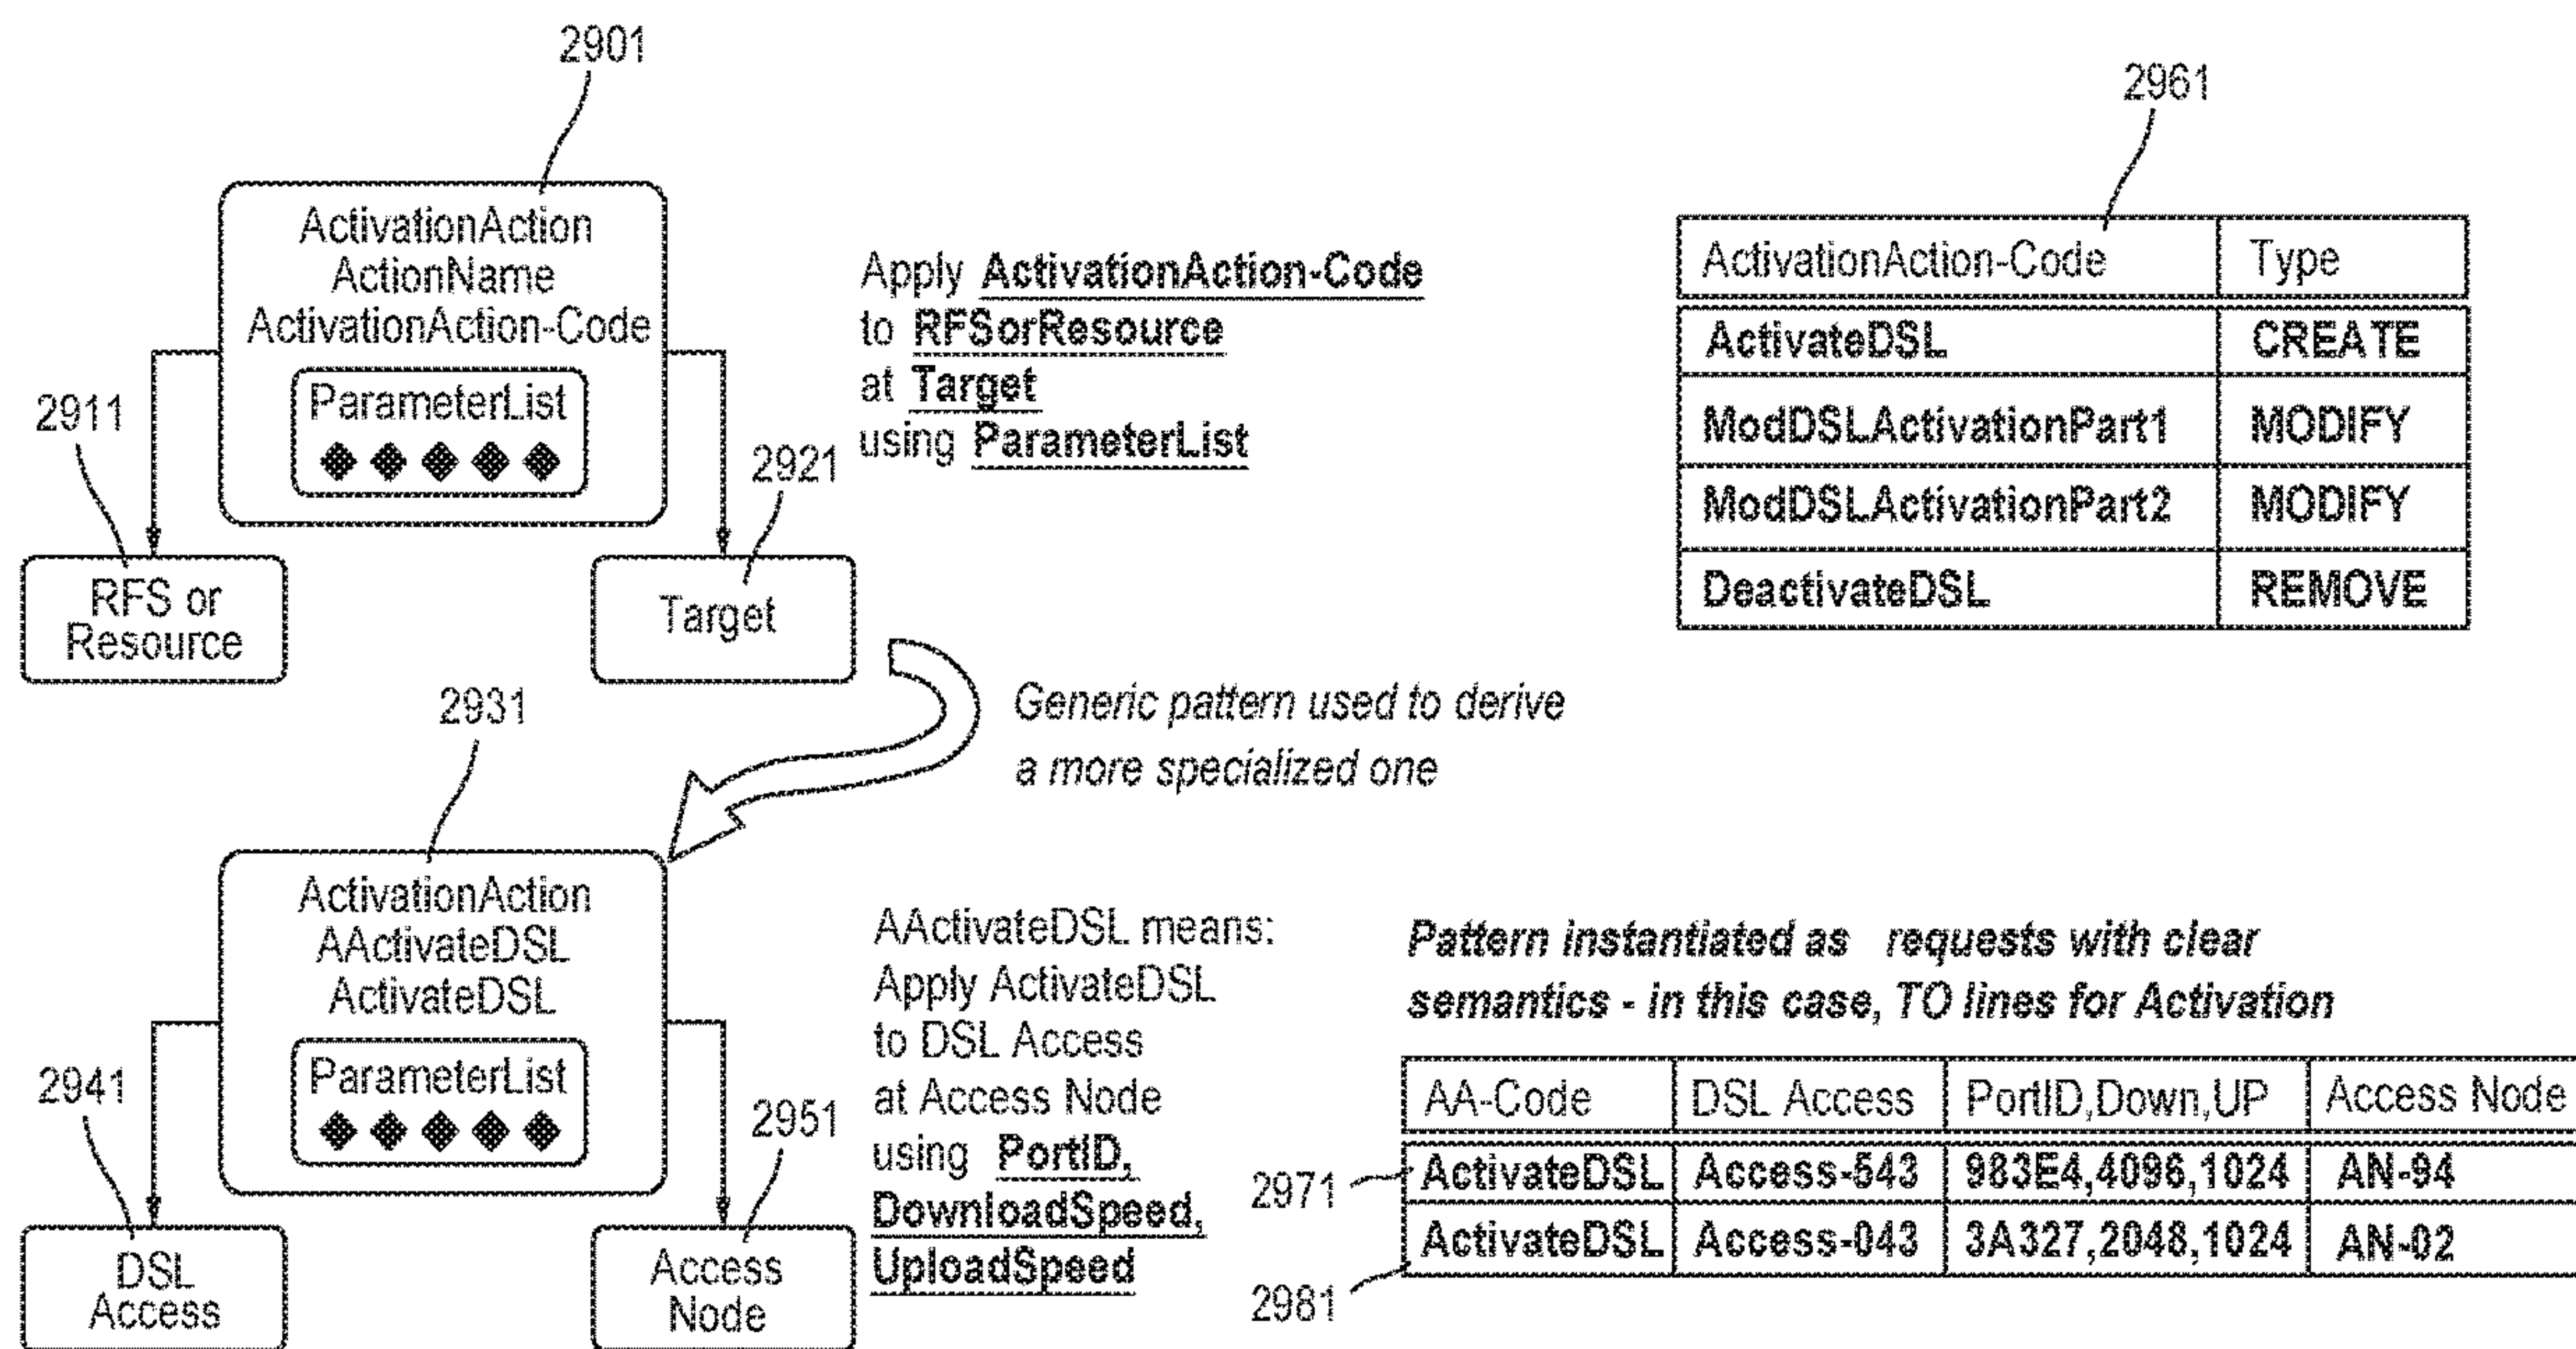 2901
ActivationAction
ActionName
ActivationAction-Code
ParameterList
2911
RFS or
Resource
2921
Target
Apply ActivationAction-Code
to RFSorResource
at Target
using ParameterList
2961
ActivationAction-Code Type
ActivateDSL CREATE
ModDSLActivationPart1 MODIFY
ModDSLActivationPart2 MODIFY
DeactivateDSL REMOVE
Generic pattern used to derive
a more specialized one
2931
ActivationAction
AActivateDSL
ActivateDSL
ParameterList
2941
DSL
Access
2951
Access
Node
AActivateDSL means:
Apply ActivateDSL
to DSL Access
at Access Node
using PortID,
DownloadSpeed,
UploadSpeed
Pattern instantiated as requests with clear
semantics - in this case, TO lines for Activation
AA-Code DSL Access PortID,Down,UP Access Node
2971 ActivateDSL Access-543 983E4,4096,1024 AN-94
ActivateDSL Access-043 3A327,2048,1024 AN-02
2981